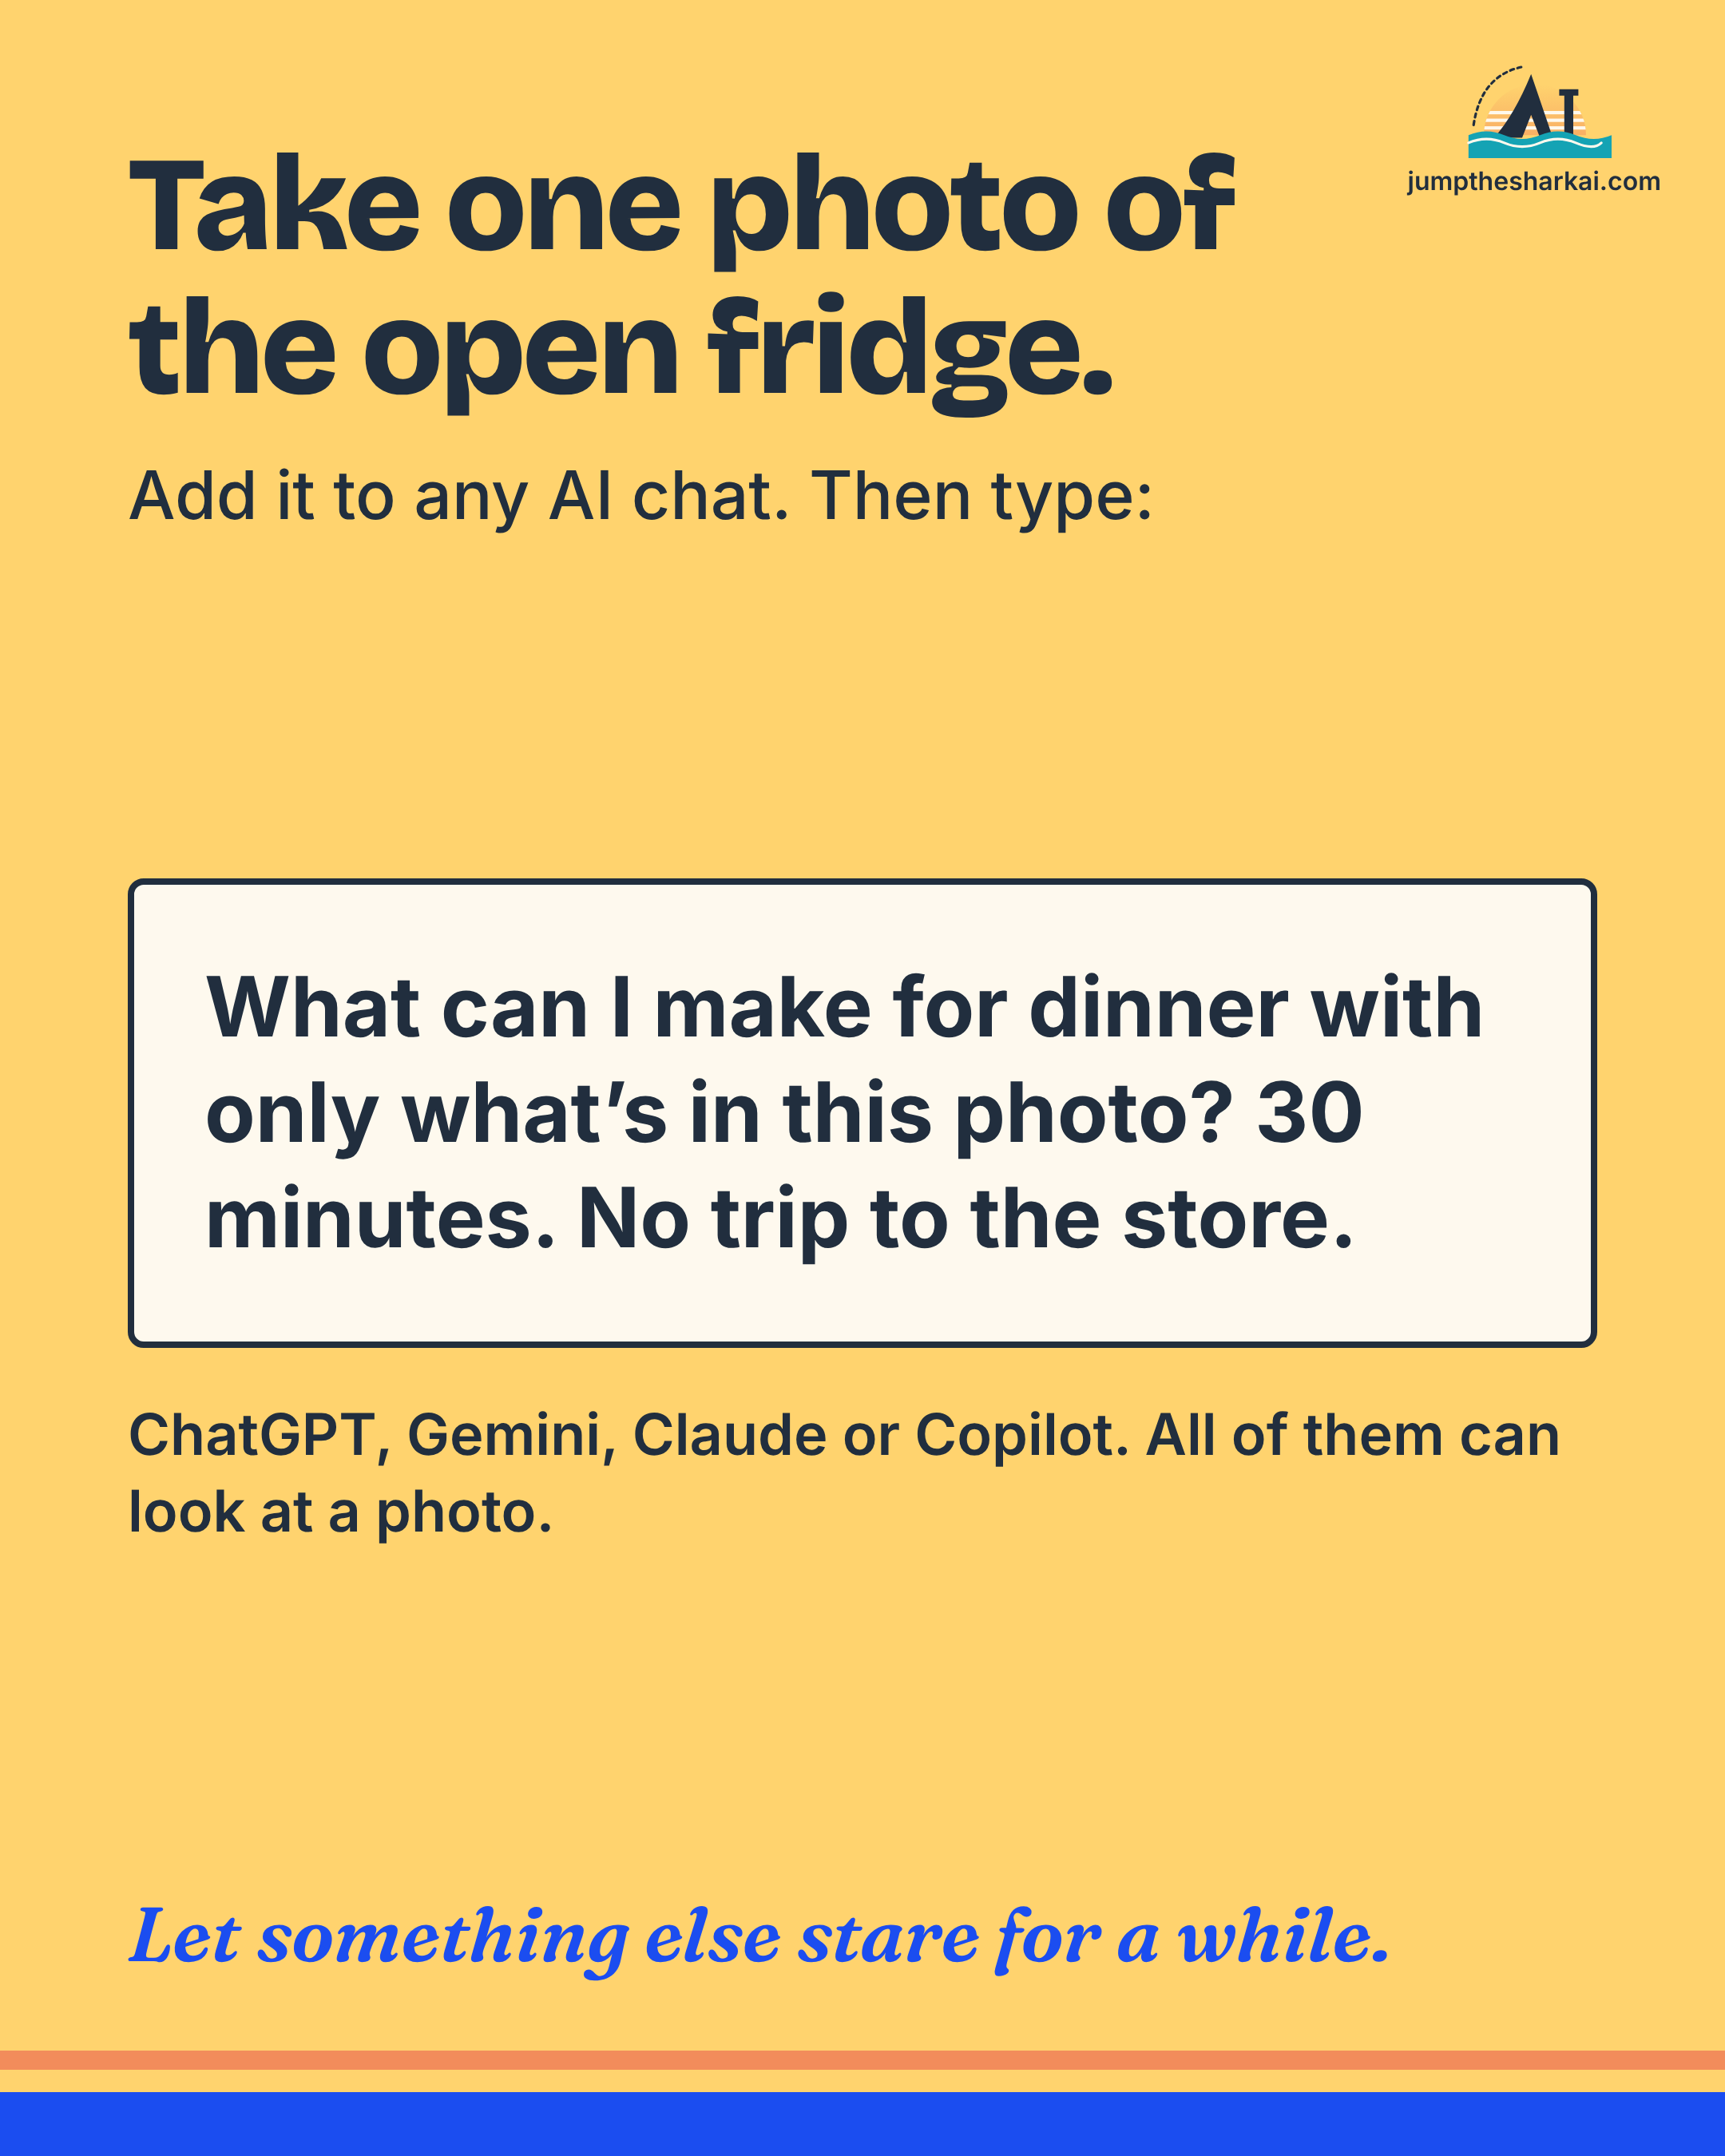 AI
jumpthesharkai.com
Take one photo of
the open fridge.
Add it to any AI chat. Then type:
What can I make for dinner with
only what’s in this photo? 30
minutes. No trip to the store.
ChatGPT, Gemini, Claude or Copilot. All of them can
look at a photo.
Let something else stare for a while.